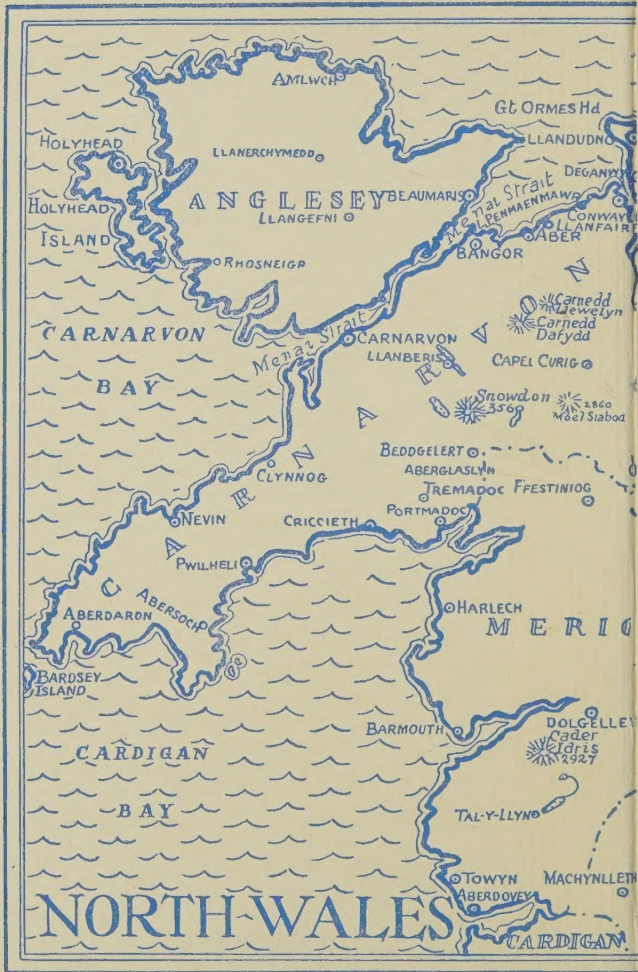 AMLWCH
Gt ORMES Hd
LLANDUDNO
HOLYHEAD
LLANERCHYMEDD
DEGANW
HOLYHEAD
ISLAND
ANGLESEY
BEAUMARIS
LLANGEFNI
Menai Strait
PENMAENMAWR
CONWAY
LLANFAIR
ABER
BANGOR
RHOSNEIGR
Carnedd
Llewelyn
Carnedd
Dafydd
CARNARVON
BAY
Menai Strait
CARNARVON
LLANBERIS
CAPEL CURIG
Snowdon
3560
2860
Moel Siabod
CARNARVON
BEDDGELERT
ABERGLASLYN
CLYNNOG
TREMADOC
FFESTINIOG
NEVIN
CRICCIETH
PORTMADOC
PWLLHELI
ABERSOCH
ABERDARON
HARLECH
MERIO
BARDSEY
ISLAND
BARMOUTH
DOLGELLEY
Cader
Idris
2927
CARDIGAN
BAY
TAL-Y-LLYN
TOWYN
MACHYNLLETH
ABERDOVEY
NORTH-WALES
CARDIGAN